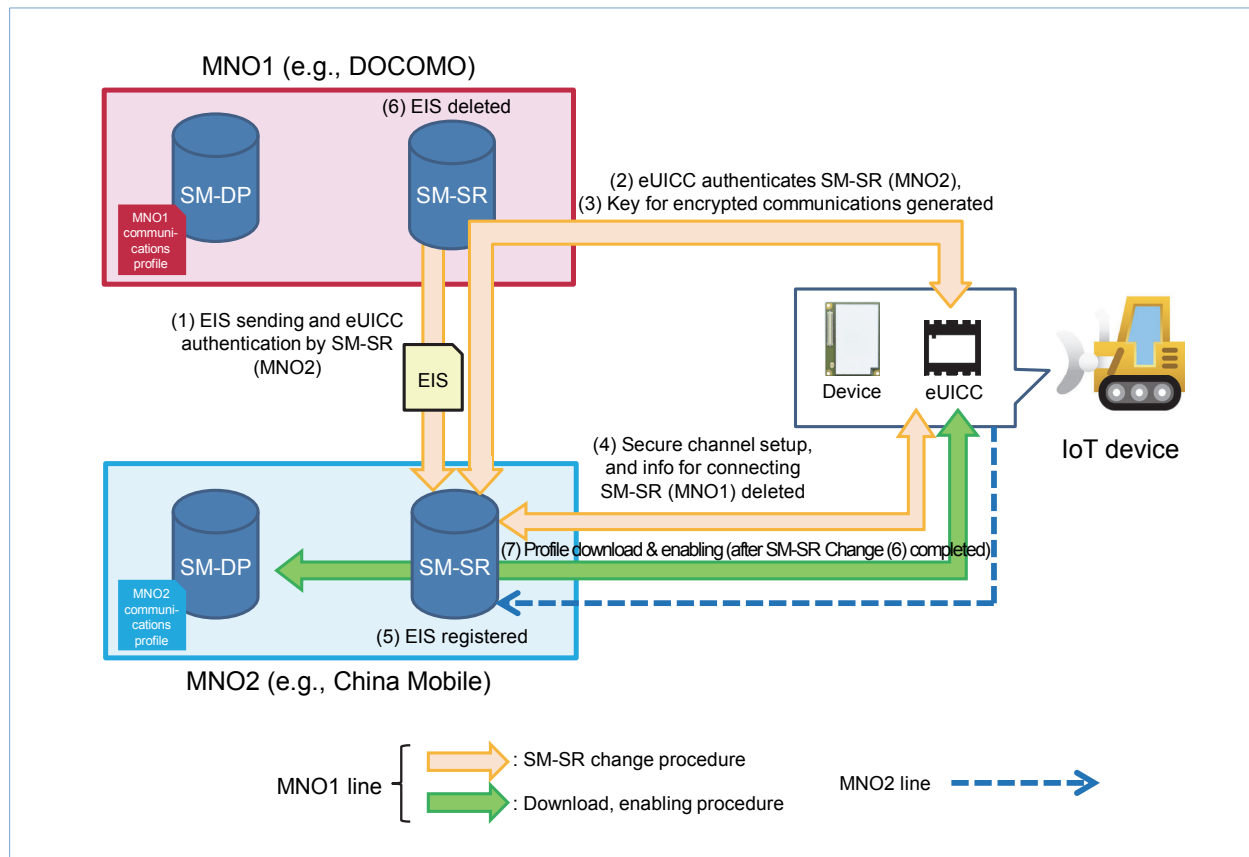 MNO1 (e.g., DOCOMO)
(6) EIS deleted
SM-DP
SM-SR
MNO1
communi-
cations
profile
(2) eUICC authenticates SM-SR (MNO2),
(3) Key for encrypted communications generated
(1) EIS sending and eUICC
authentication by SM-SR
(MNO2)
EIS
Device
eUICC
IoT device
(4) Secure channel setup,
and info for connecting
SM-SR (MNO1) deleted
(7) Profile download & enabling (after SM-SR Change (6) completed)
SM-DP
SM-SR
MNO2
communi-
cations
profile
(5) EIS registered
MNO2 (e.g., China Mobile)
MNO1 line
: SM-SR change procedure
: Download, enabling procedure
MNO2 line